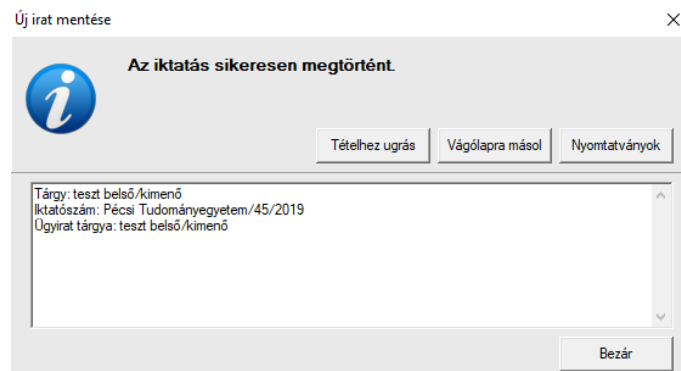 Új irat mentése
Az iktatás sikeresen megtörtént.
Tételhez ugrás Vágólapra másol Nyomtatványok
Tárgy: teszt belső/kimenő
Iktatószám: Pécsi Tudományegyetem/45/2019
Ügyirat tárgya: teszt belső/kimenő
Bezár